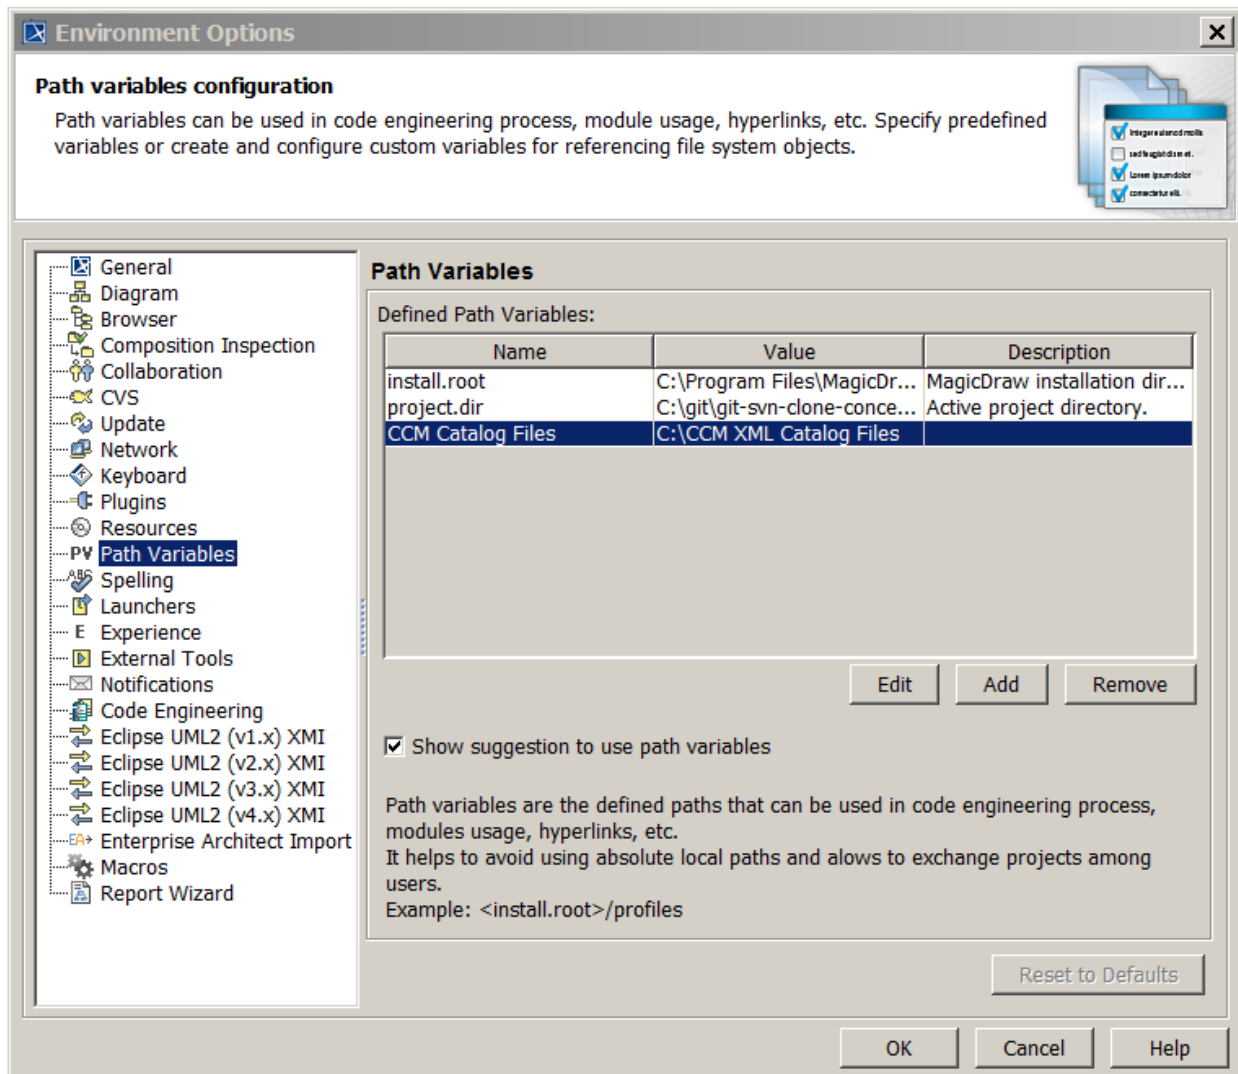 Environment Options
Path variables configuration
Path variables can be used in code engineering process, module usage, hyperlinks, etc. Specify predefined
variables or create and configure custom variables for referencing file system objects.
Lorem ipsum dolor
consectetur elit.
General
Diagram
Browser
Composition Inspection
Collaboration
CVS
Update
Network
Keyboard
Plugins
Resources
PV Path Variables
ABC Spelling
Launchers
E Experience
External Tools
Notifications
Code Engineering
Eclipse UML2 (v1.x) XMI
Eclipse UML2 (v2.x) XMI
Eclipse UML2 (v3.x) XMI
Eclipse UML2 (v4.x) XMI
EA Enterprise Architect Import
Macros
Report Wizard
Path Variables
Defined Path Variables:
Name Value Description
install.root C:\Program Files\MagicDr... MagicDraw installation dir...
project.dir C:\git\git-svn-clone-conce... Active project directory.
CCM Catalog Files C:\CCM XML Catalog Files
Edit Add Remove
Show suggestion to use path variables
Path variables are the defined paths that can be used in code engineering process,
modules usage, hyperlinks, etc.
It helps to avoid using absolute local paths and alows to exchange projects among
users.
Example: <install.root>/profiles
Reset to Defaults
OK Cancel Help